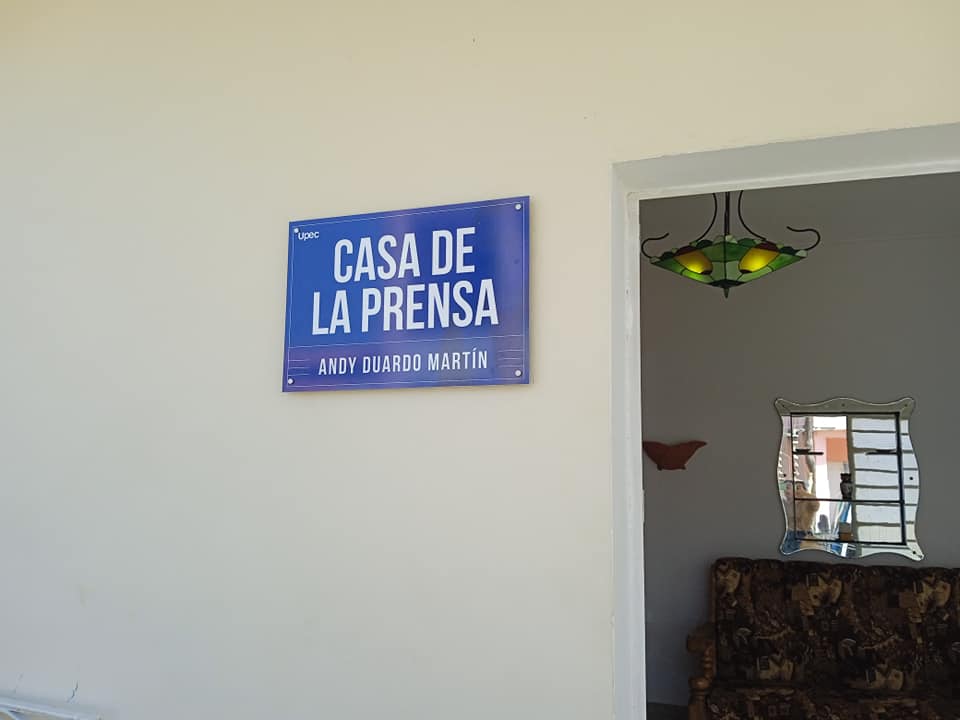 Upec
CASA DE
LA PRENSA
ANDY DUARDO MARTÍN